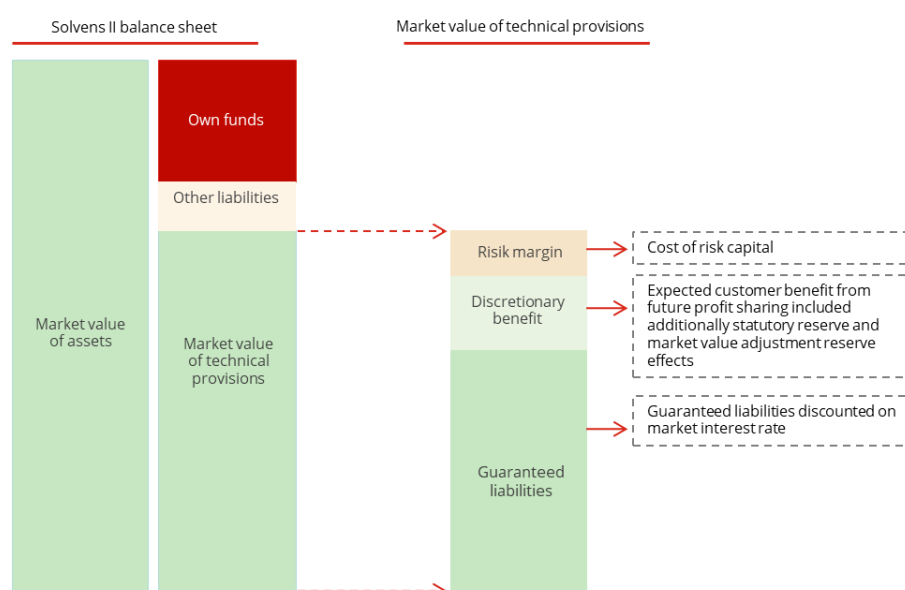 Solvens II balance sheet
Market value of technical provisions
Own funds
Other liabilities
Market value
of assets
Market value
of technical
provisions
Risik margin
Discretionary
benefit
Guaranteed
liabilities
Cost of risk capital
Expected customer benefit from
future profit sharing included
additionally statutory reserve and
market value adjustment reserve
effects
Guaranteed liabilities discounted on
market interest rate